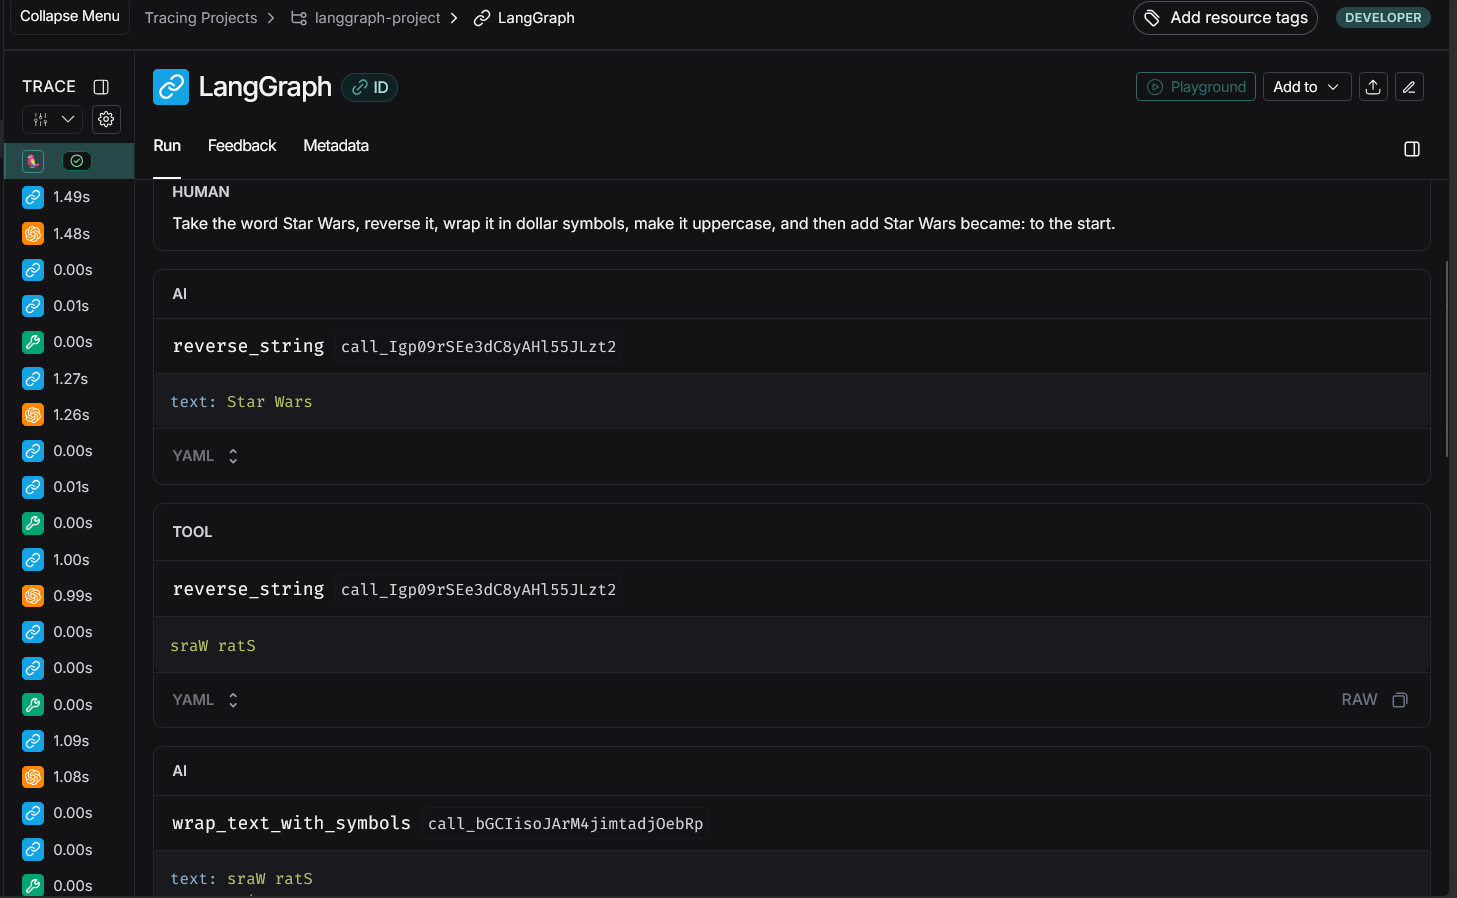 Collapse Menu
Tracing Projects
langgraph-project
LangGraph
Add resource tags
DEVELOPER
TRACE
LangGraph
ID
Playground
Add to
Run
Feedback
Metadata
1.49s
1.48s
0.00s
0.01s
0.00s
1.27s
1.26s
0.00s
0.01s
0.00s
1.00s
0.99s
0.00s
0.00s
0.00s
1.09s
1.08s
0.00s
0.00s
0.00s
HUMAN
Take the word Star Wars, reverse it, wrap it in dollar symbols, make it uppercase, and then add Star Wars became: to the start.
AI
reverse_string call_Igp09rSEe3dC8yAHl55JLzt2
text: Star Wars
YAML
TOOL
reverse_string call_Igp09rSEe3dC8yAHl55JLzt2
sraW ratS
YAML
RAW
AI
wrap_text_with_symbols call_bGCIisoJArM4jimtadjOebRp
text: sraW ratS